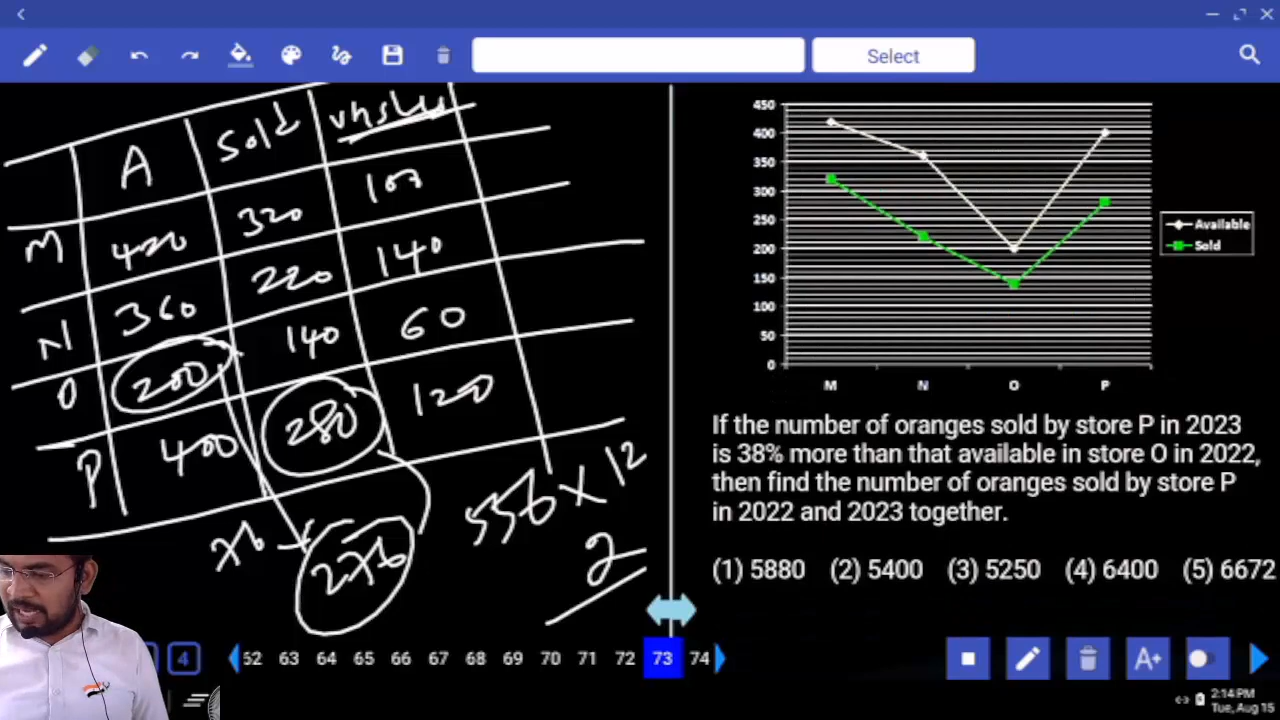 Select
A Sold
M 420 320 100
N 360 220 140
O 200 140 60
P 400 280 120
76
276
556 X 12
2
450
400
350
300
250
200
150
100
50
0
M N O P
Available
Sold
If the number of oranges sold by store P in 2023
is 38% more than that available in store O in 2022,
then find the number of oranges sold by store P
in 2022 and 2023 together.
(1) 5880 (2) 5400 (3) 5250 (4) 6400 (5) 6672
4 52 63 64 65 66 67 68 69 70 71 72 73 74
A+
2:14 PM
Tue, Aug 15